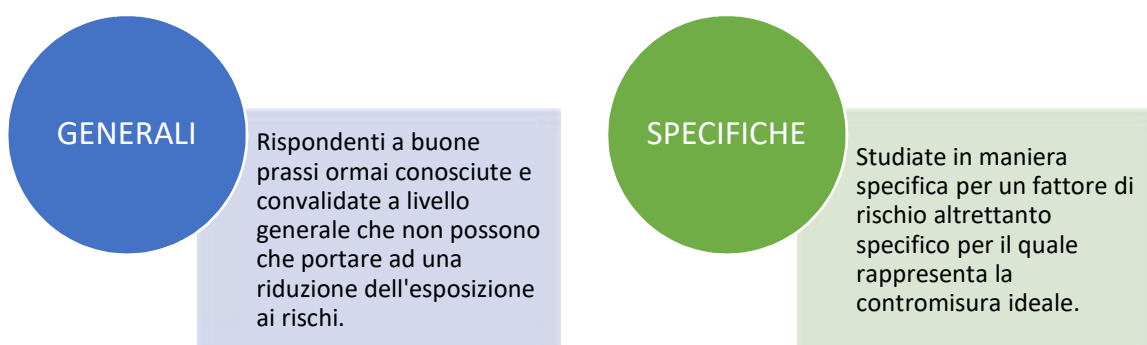 GENERALI
Rispondenti a buone
prassi ormai conosciute e
convalidate a livello
generale che non possono
che portare ad una
riduzione dell'esposizione
ai rischi.
SPECIFICHE
Studiate in maniera
specifica per un fattore di
rischio altrettanto
specifico per il quale
rappresenta la
contromisura ideale.